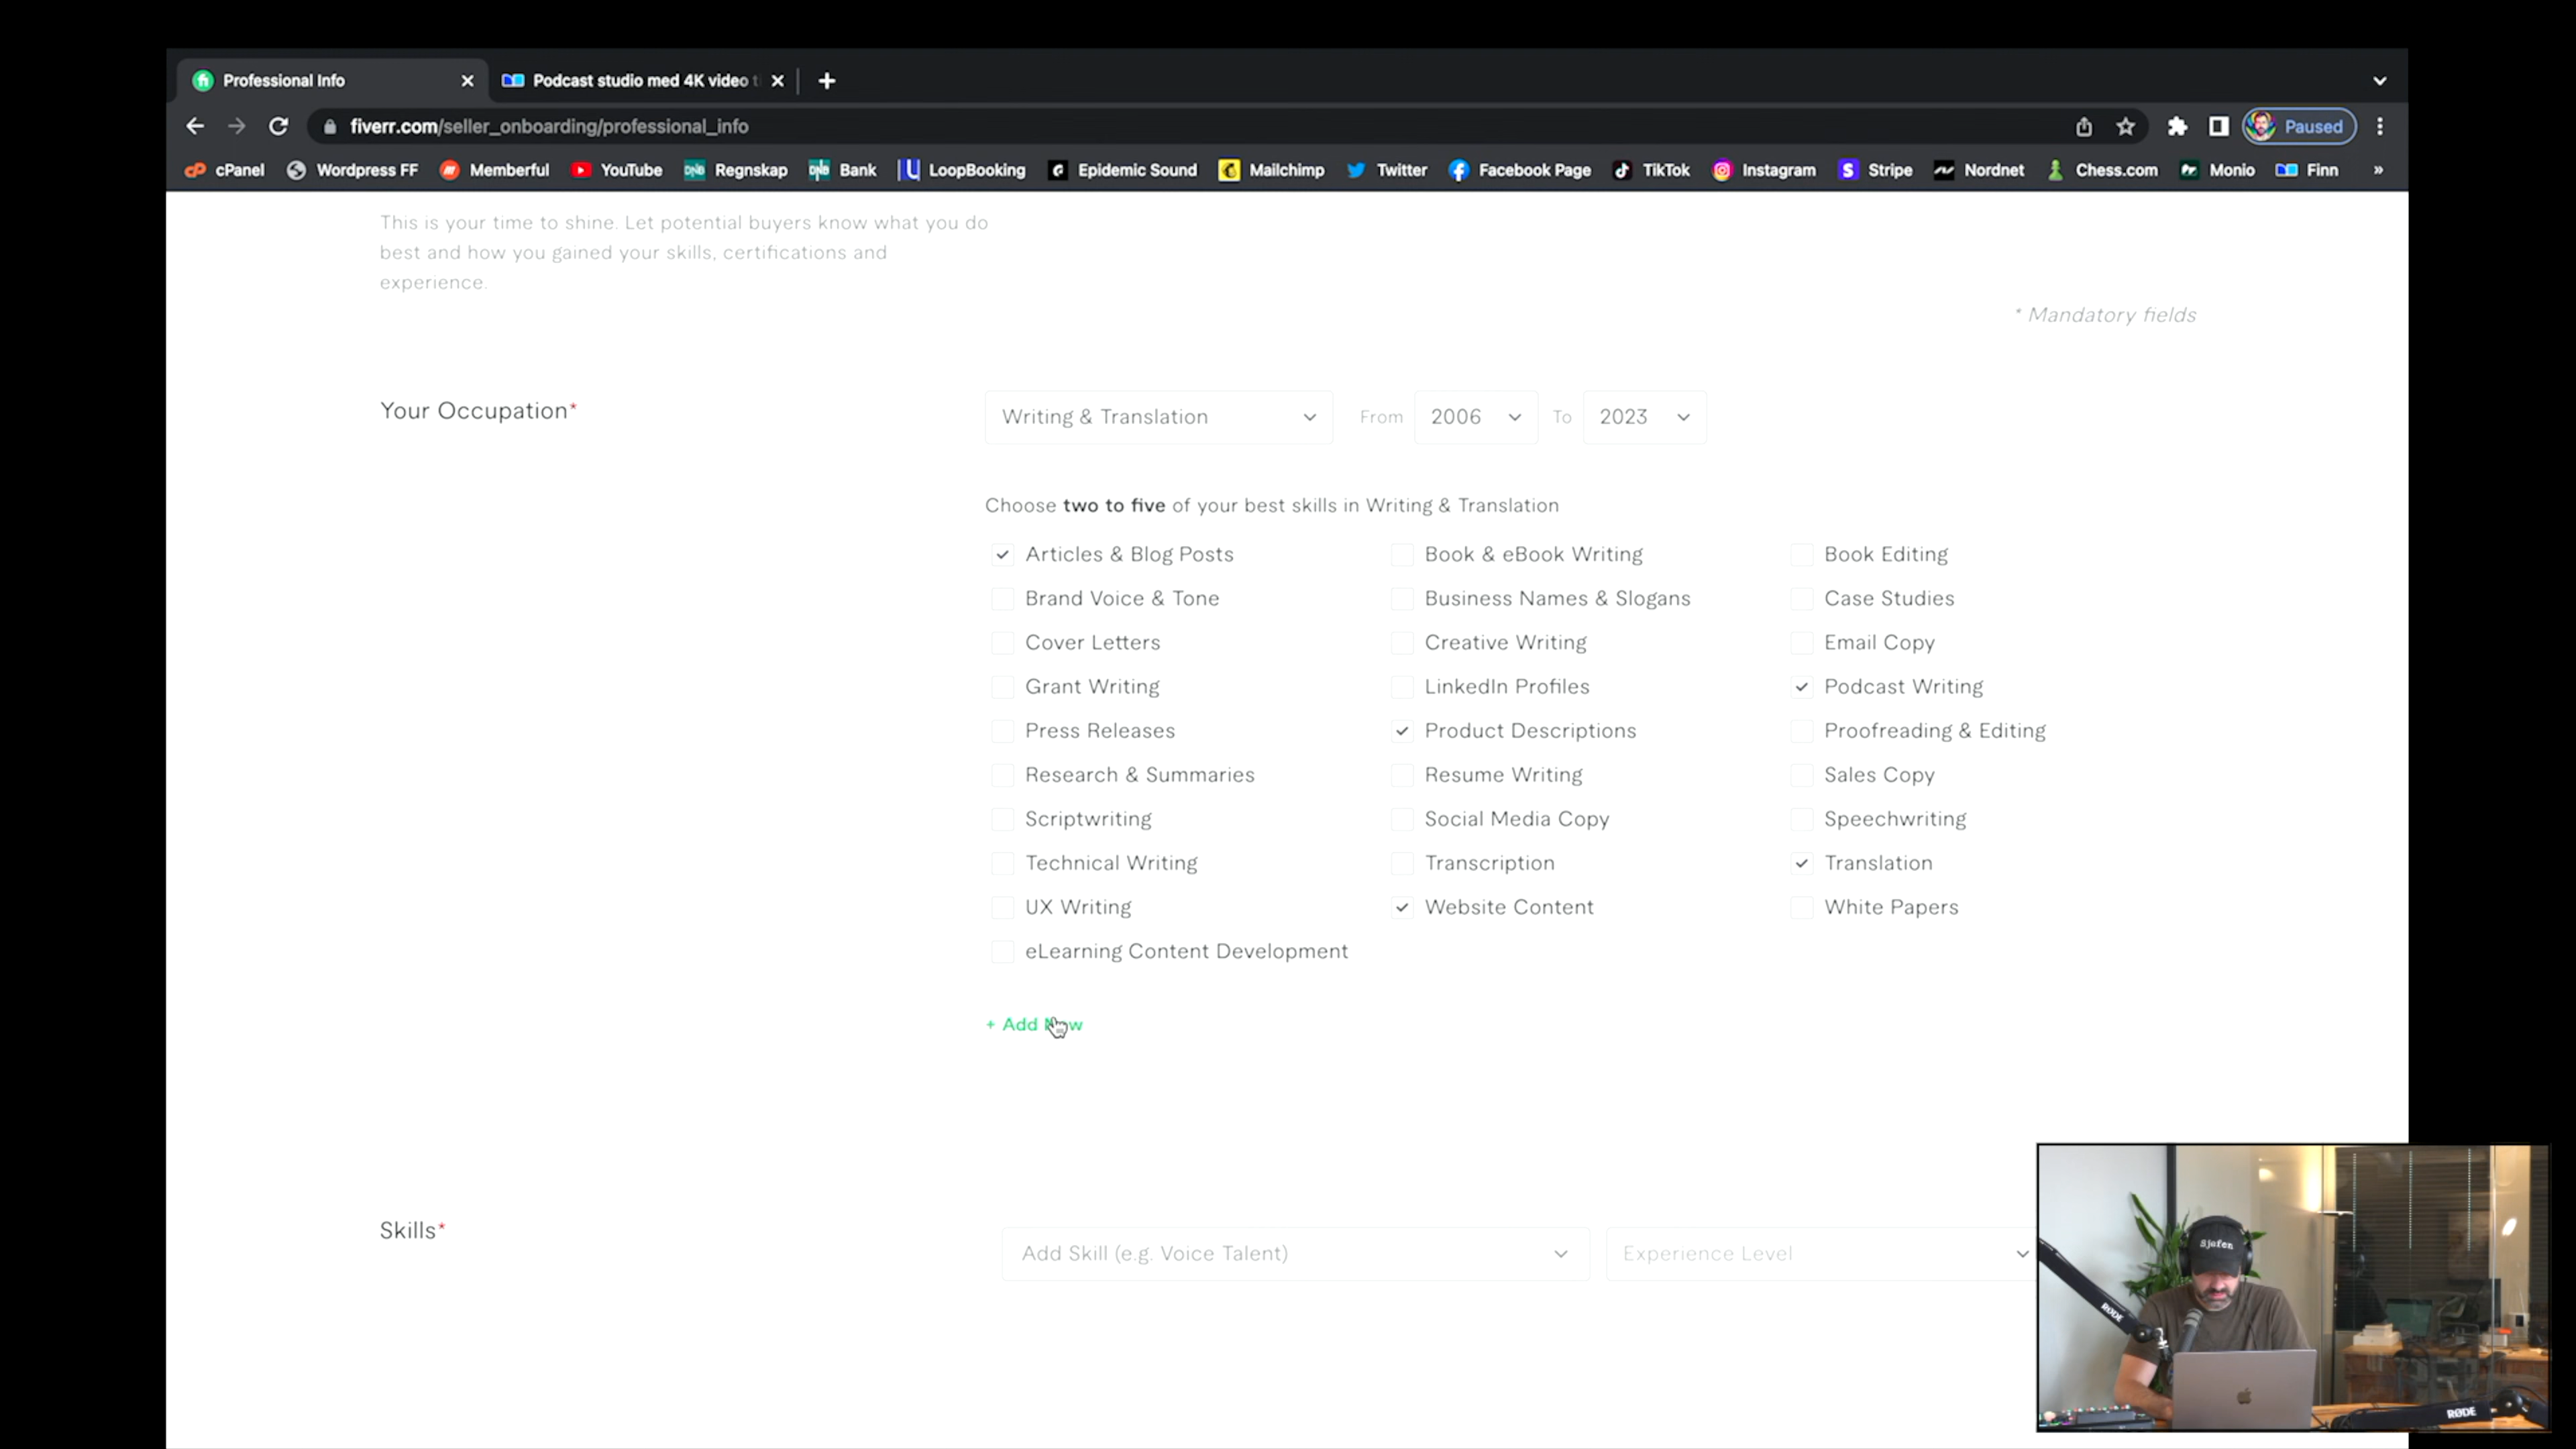 Professional Info
Podcast studio med 4K video
fiverr.com/seller_onboarding/professional_info
Paused
cPanel Wordpress FF Memberful YouTube Regnskap Bank LoopBooking Epidemic Sound Mailchimp Twitter Facebook Page TikTok Instagram Stripe Nordnet Chess.com Monio Finn »
This is your time to shine. Let potential buyers know what you do
best and how you gained your skills, certifications and
experience.
* Mandatory fields
Your Occupation*
Writing & Translation From 2006 To 2023
Choose two to five of your best skills in Writing & Translation
Articles & Blog Posts Book & eBook Writing Book Editing
Brand Voice & Tone Business Names & Slogans Case Studies
Cover Letters Creative Writing Email Copy
Grant Writing LinkedIn Profiles Podcast Writing
Press Releases Product Descriptions Proofreading & Editing
Research & Summaries Resume Writing Sales Copy
Scriptwriting Social Media Copy Speechwriting
Technical Writing Transcription Translation
UX Writing Website Content White Papers
eLearning Content Development
+ Add
Skills*
Add Skill (e.g. Voice Talent) Experience Level
Sjefen
RØDE
RØDE